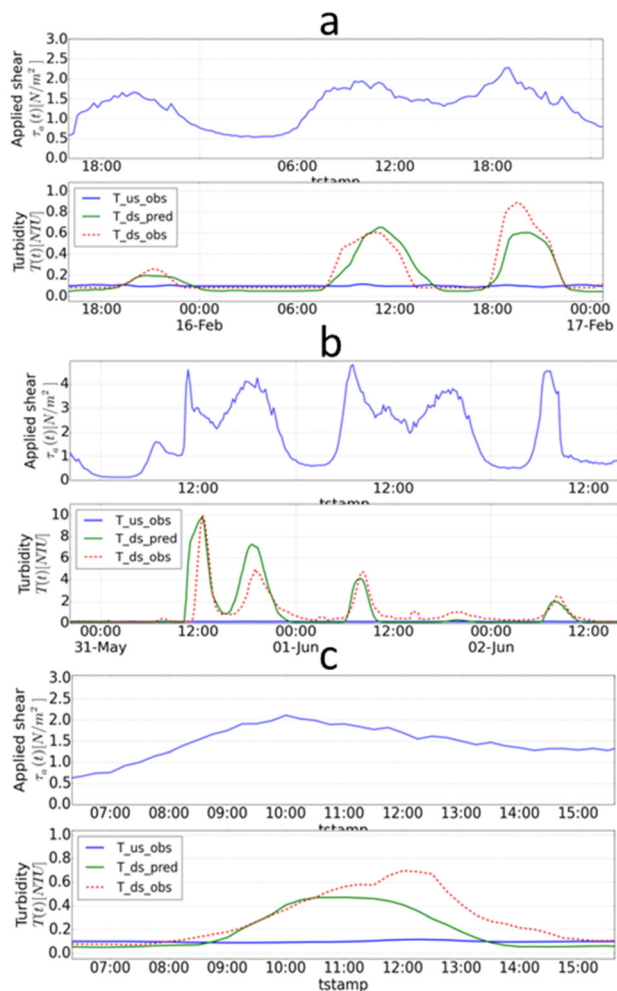 a
Applied shear
τ_a(t)[N/m²]
3.0
2.5
2.0
1.5
1.0
0.5
0.0
18:00 06:00 12:00 18:00
tstamp
Turbidity
T(t)[NTU]
1.0
0.8
0.6
0.4
0.2
0.0
T_us_obs
T_ds_pred
T_ds_obs
18:00 00:00 06:00 12:00 18:00 00:00
16-Feb 17-Feb
b
Applied shear
τ_a(t)[N/m²]
4
3
2
1
0
12:00 12:00 12:00
tstamp
Turbidity
T(t)[NTU]
10
8
6
4
2
0
T_us_obs
T_ds_pred
T_ds_obs
00:00 12:00 00:00 12:00 00:00 12:00
31-May 01-Jun 02-Jun
c
Applied shear
τ_a(t)[N/m²]
3.0
2.5
2.0
1.5
1.0
0.5
0.0
07:00 08:00 09:00 10:00 11:00 12:00 13:00 14:00 15:00
tstamp
Turbidity
T(t)[NTU]
1.0
0.8
0.6
0.4
0.2
0.0
T_us_obs
T_ds_pred
T_ds_obs
07:00 08:00 09:00 10:00 11:00 12:00 13:00 14:00 15:00
tstamp